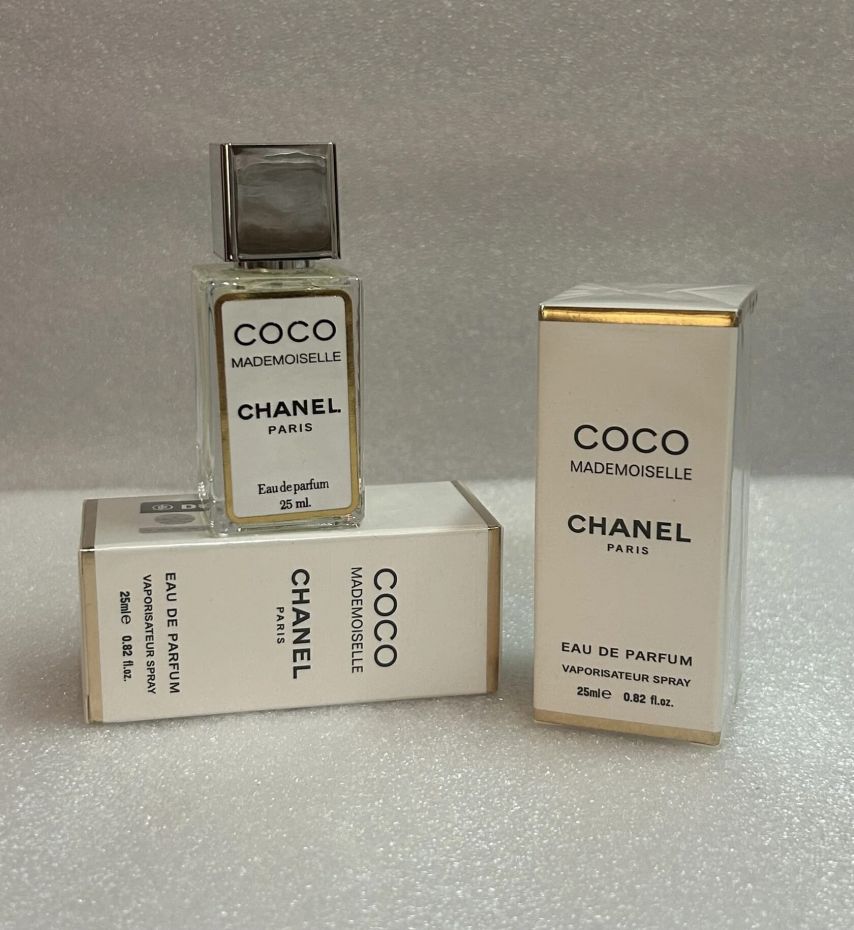 COCO
MADEMOISELLE
CHANEL
PARIS
Eau de parfum
25 ml.
COCO
MADEMOISELLE
CHANEL
PARIS
EAU DE PARFUM
VAPORISATEUR SPRAY
25ml℮ 0.82 fl.oz.
COCO
MADEMOISELLE
CHANEL
PARIS
EAU DE PARFUM
VAPORISATEUR SPRAY
25ml℮ 0.82 fl.oz.